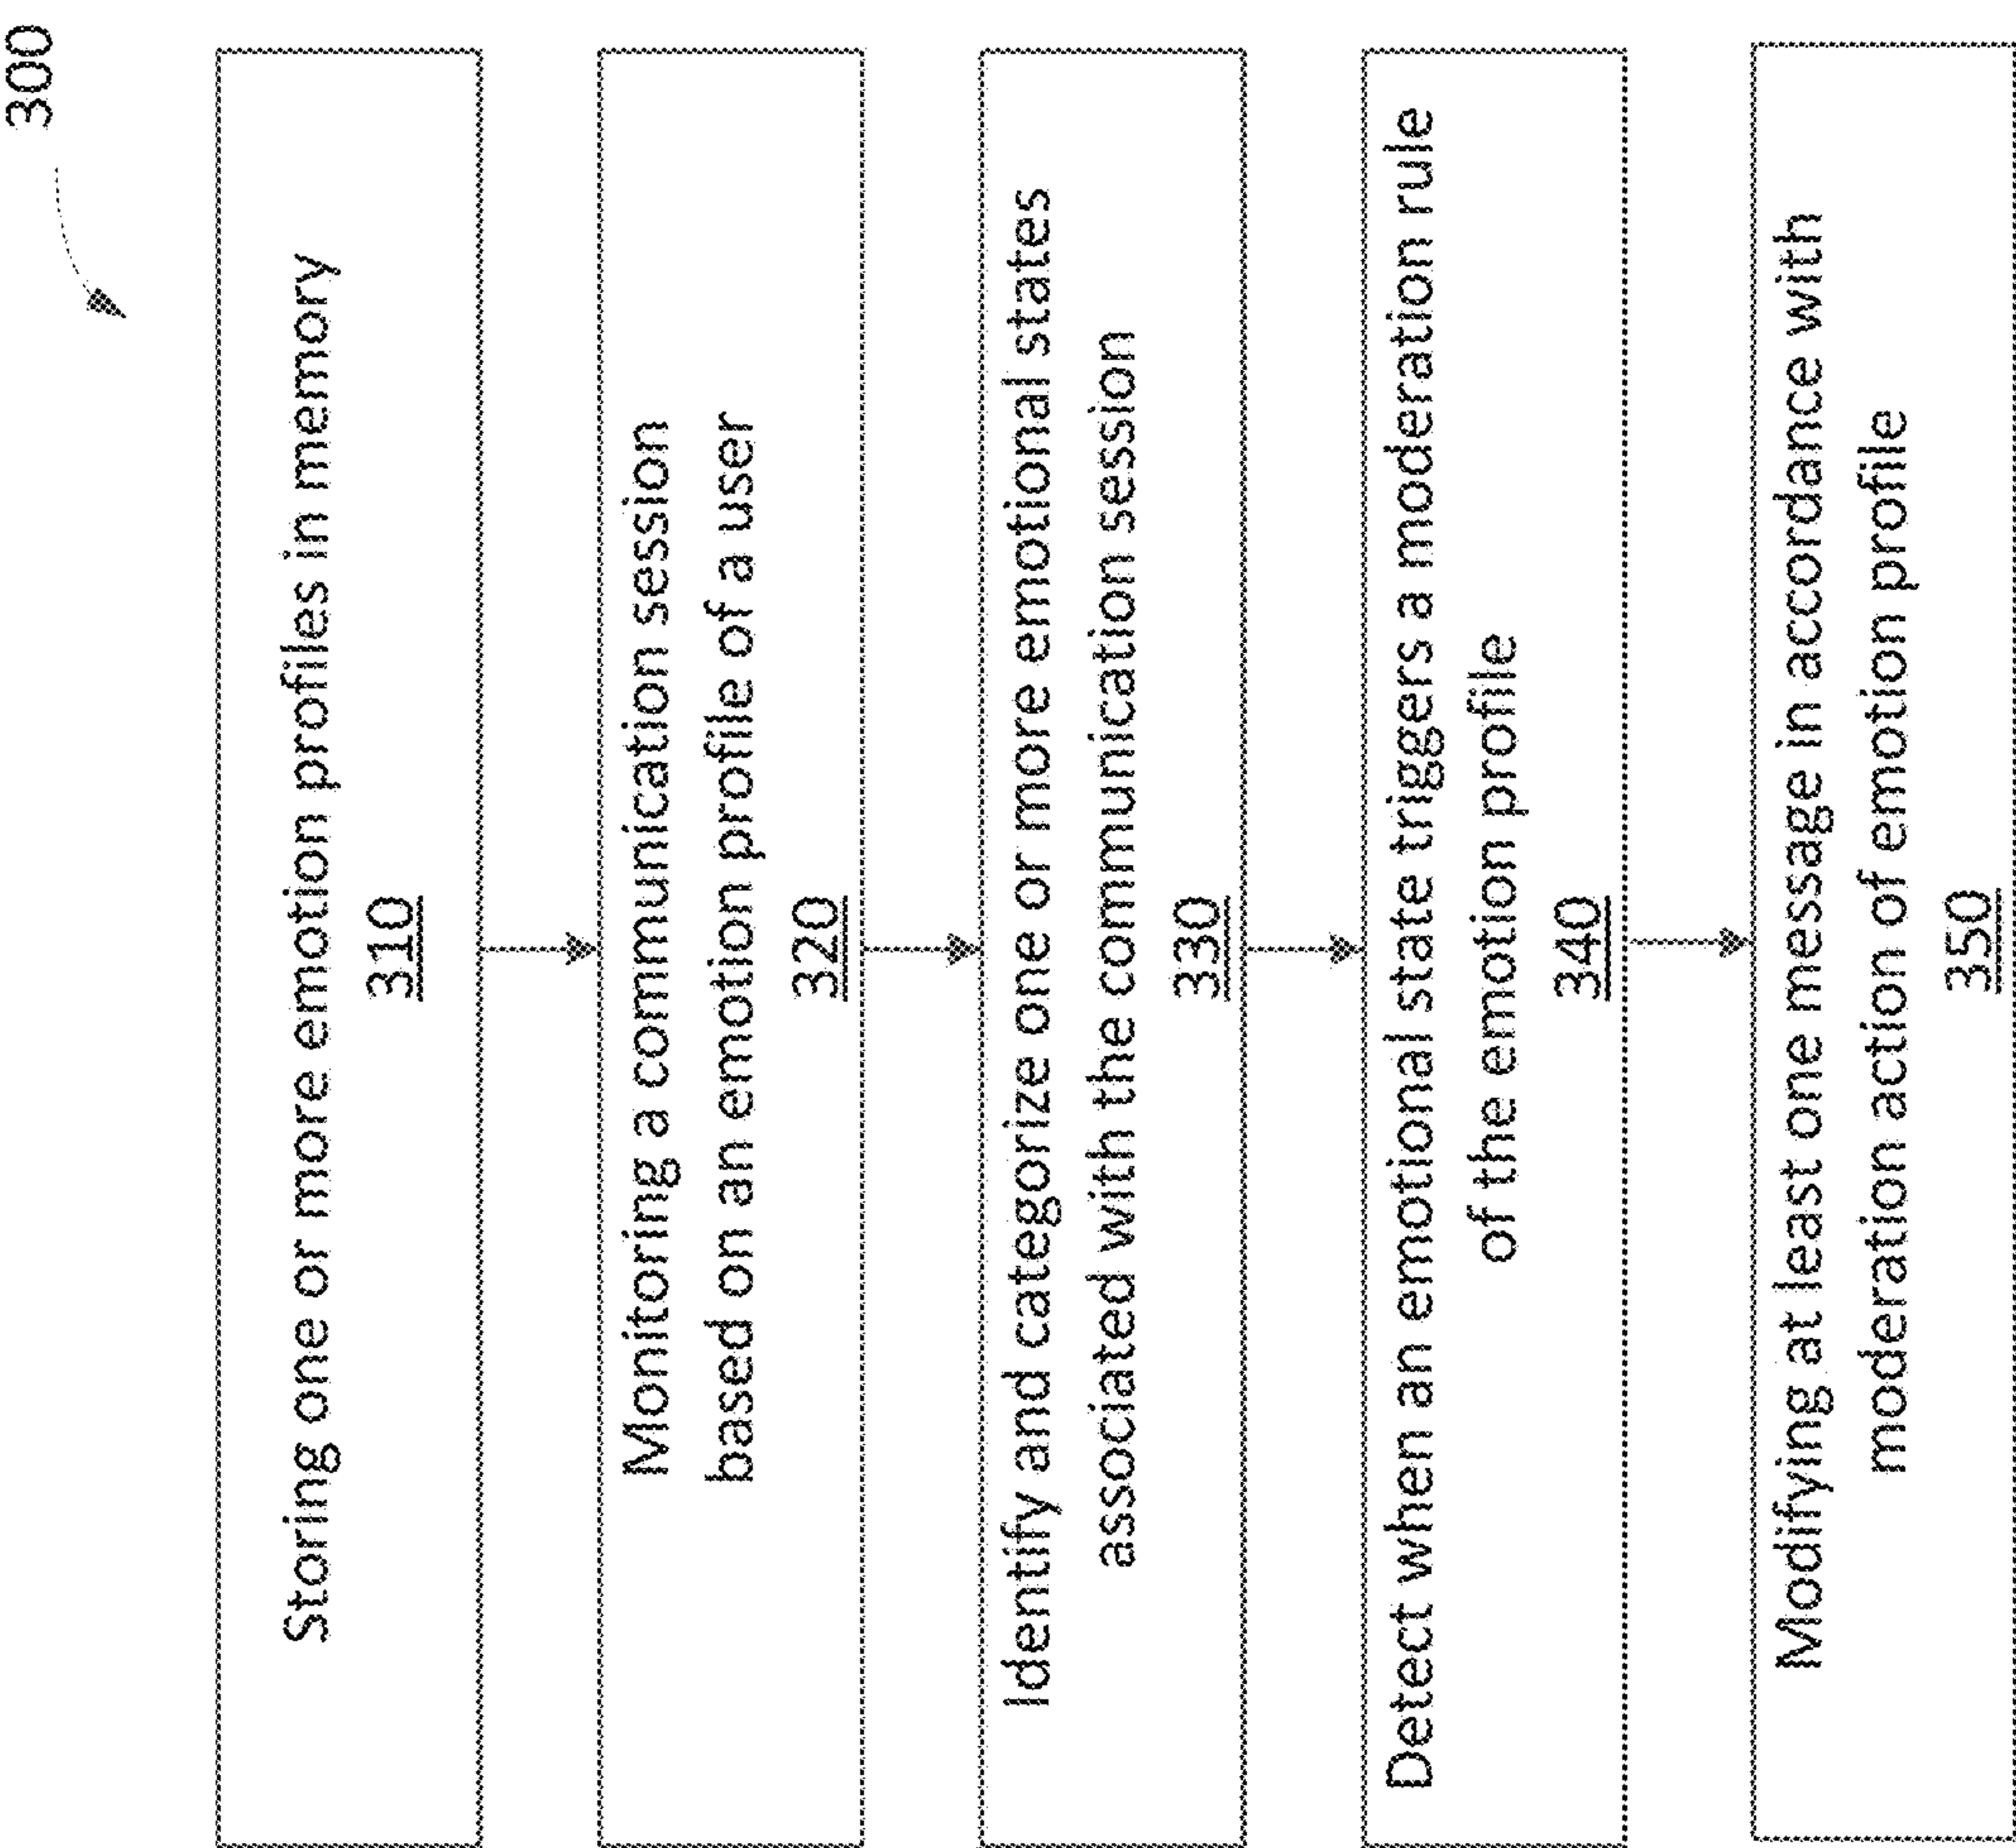 300
Storing one or more emotion profiles in memory
310
Monitoring a communication session
based on an emotion profile of a user
320
Identify and categorize one or more emotional states
associated with the communication session
330
Detect when an emotional state triggers a moderation rule
of the emotion profile
340
Modifying at least one message in accordance with
moderation action of emotion profile
350